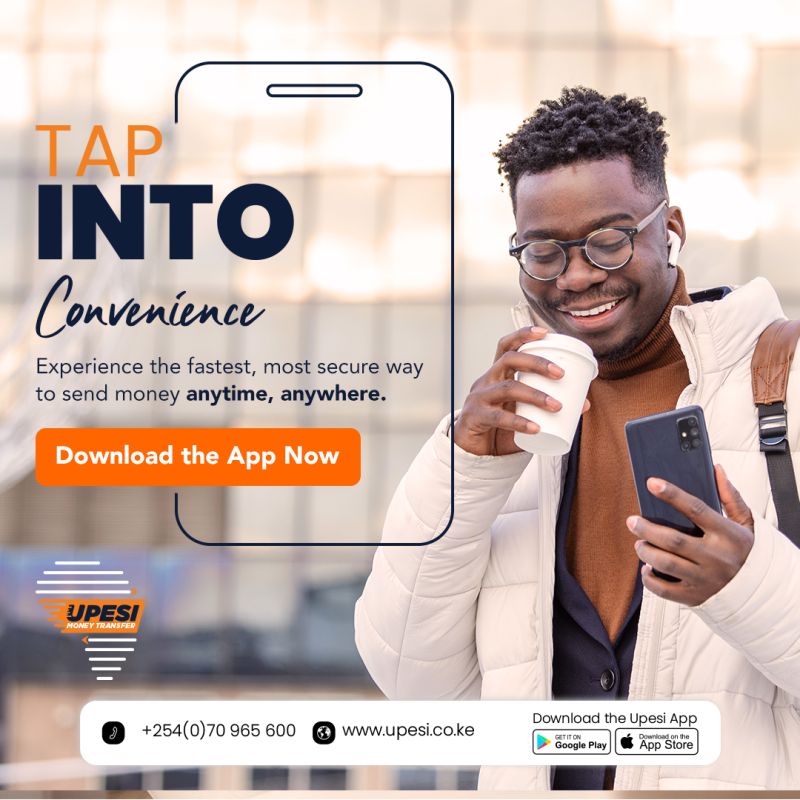 TAP
INTO
Convenience
Experience the fastest, most secure way
to send money anytime, anywhere.
Download the App Now
UPESI
MONEY TRANSFER
+254(0)70 965 600
www.upesi.co.ke
Download the Upesi App
GET IT ON
Google Play
Download on the
App Store